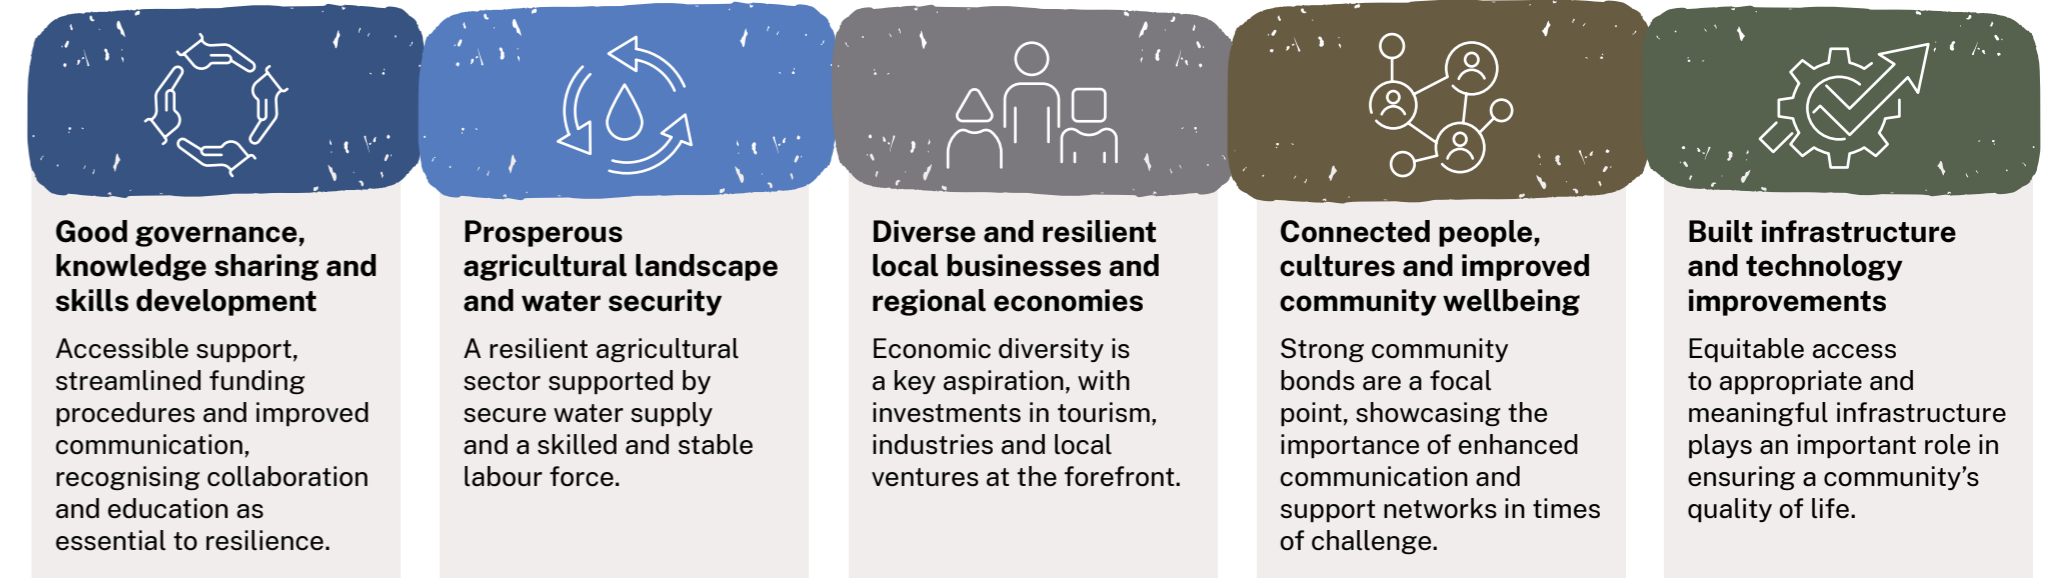 Good governance,
knowledge sharing and
skills development
Accessible support,
streamlined funding
procedures and improved
communication,
recognising collaboration
and education as
essential to resilience.
Prosperous
agricultural landscape
and water security
A resilient agricultural
sector supported by
secure water supply
and a skilled and stable
labour force.
Diverse and resilient
local businesses and
regional economies
Economic diversity is
a key aspiration, with
investments in tourism,
industries and local
ventures at the forefront.
Connected people,
cultures and improved
community wellbeing
Strong community
bonds are a focal
point, showcasing the
importance of enhanced
communication and
support networks in times
of challenge.
Built infrastructure
and technology
improvements
Equitable access
to appropriate and
meaningful infrastructure
plays an important role in
ensuring a community’s
quality of life.